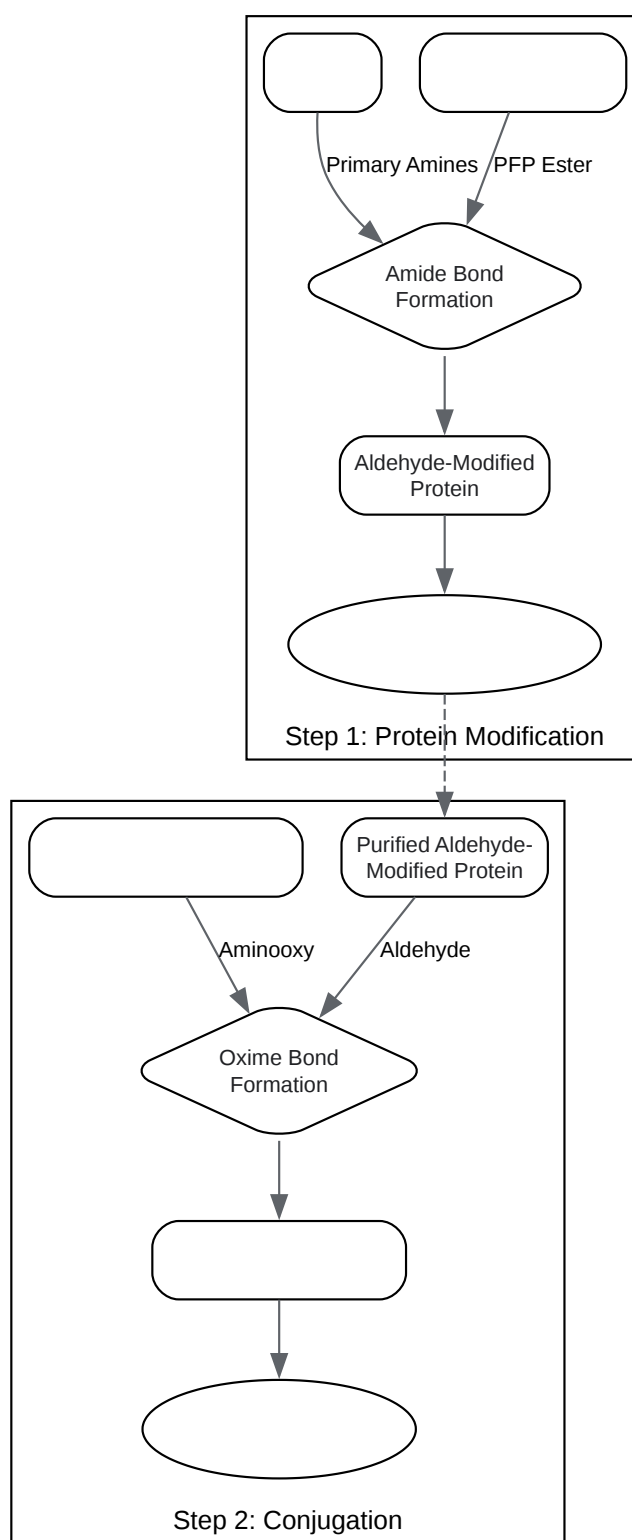 Primary Amines
PFP Ester
Amide Bond
Formation
Aldehyde-Modified
Protein
Step 1: Protein Modification
Purified Aldehyde-
Modified Protein
Aminooxy
Aldehyde
Oxime Bond
Formation
Step 2: Conjugation